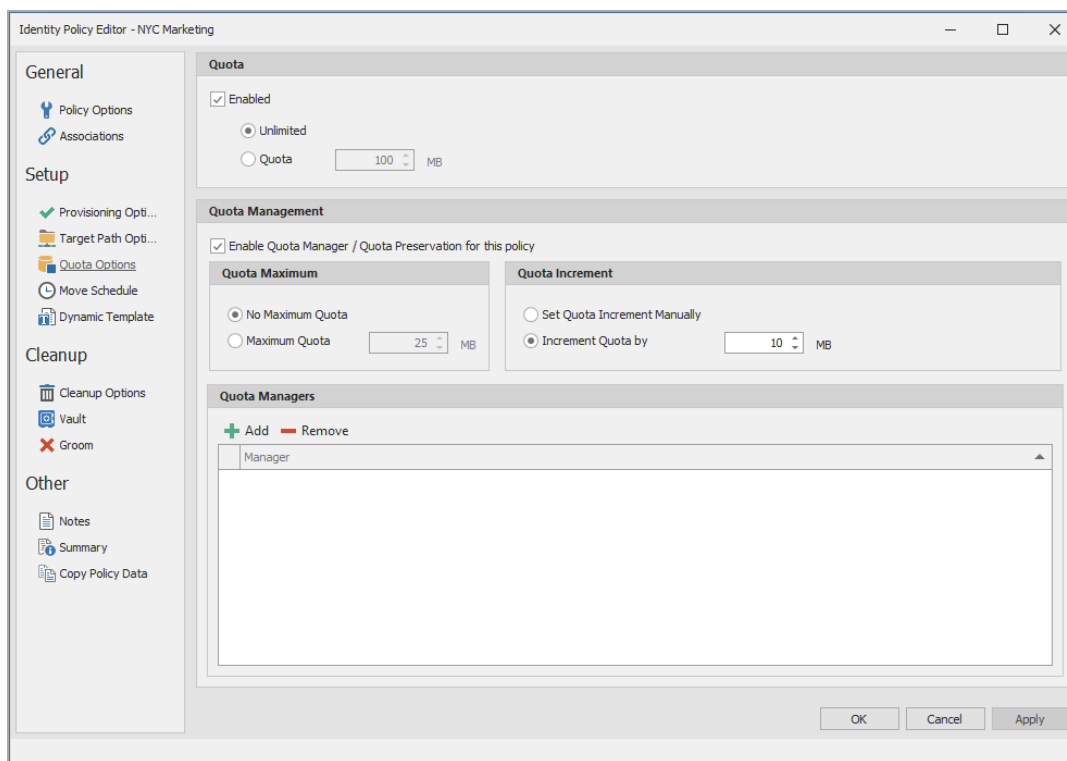 Identity Policy Editor - NYC Marketing
General
Policy Options
Associations
Setup
Provisioning Opti...
Target Path Opti...
Quota Options
Move Schedule
Dynamic Template
Cleanup
Cleanup Options
Vault
Groom
Other
Notes
Summary
Copy Policy Data
Quota
Enabled
Unlimited
Quota 100 MB
Quota Management
Enable Quota Manager / Quota Preservation for this policy
Quota Maximum
No Maximum Quota
Maximum Quota 25 MB
Quota Increment
Set Quota Increment Manually
Increment Quota by 10 MB
Quota Managers
Add Remove
Manager
OK Cancel Apply